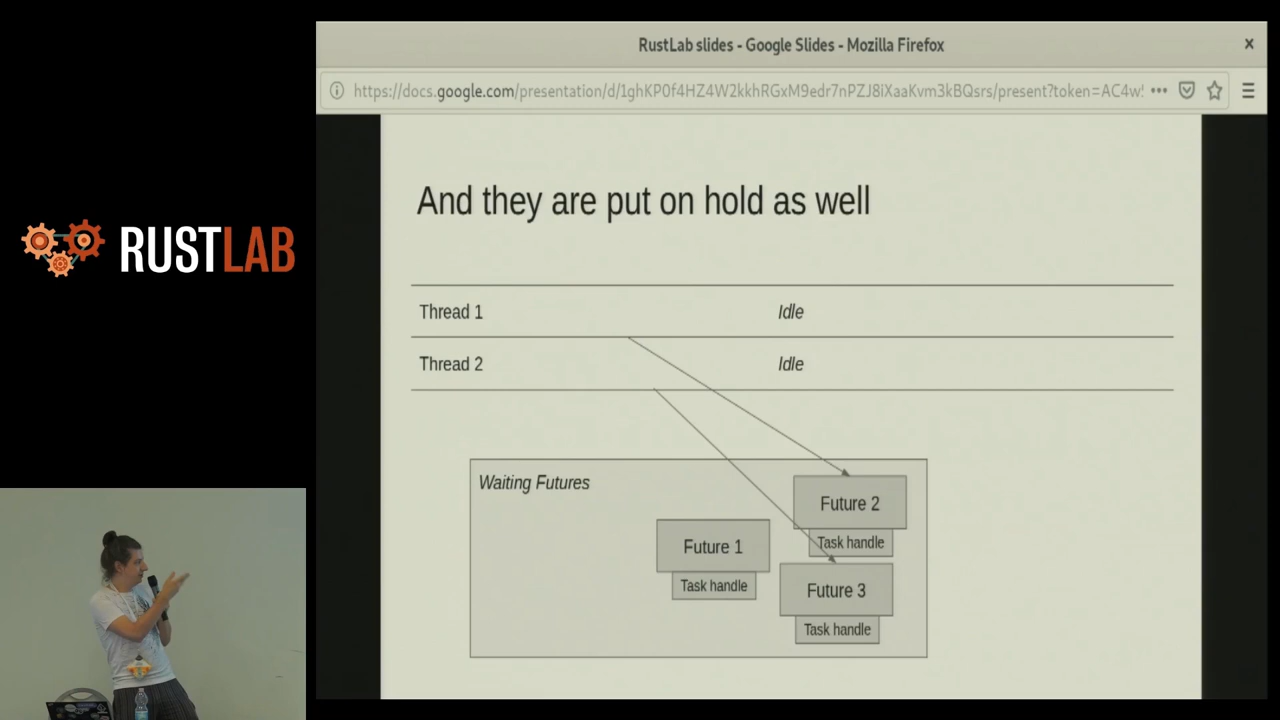 RUSTLAB
RustLab slides - Google Slides - Mozilla Firefox
https://docs.google.com/presentation/d/1ghKP0f4HZ4W2kkhRGxM9edr7nPZJ8iXaaKvm3kBQsrs/present?token=AC4w!
And they are put on hold as well
Thread 1 Idle
Thread 2 Idle
Waiting Futures
Future 2
Task handle
Future 1
Task handle
Future 3
Task handle